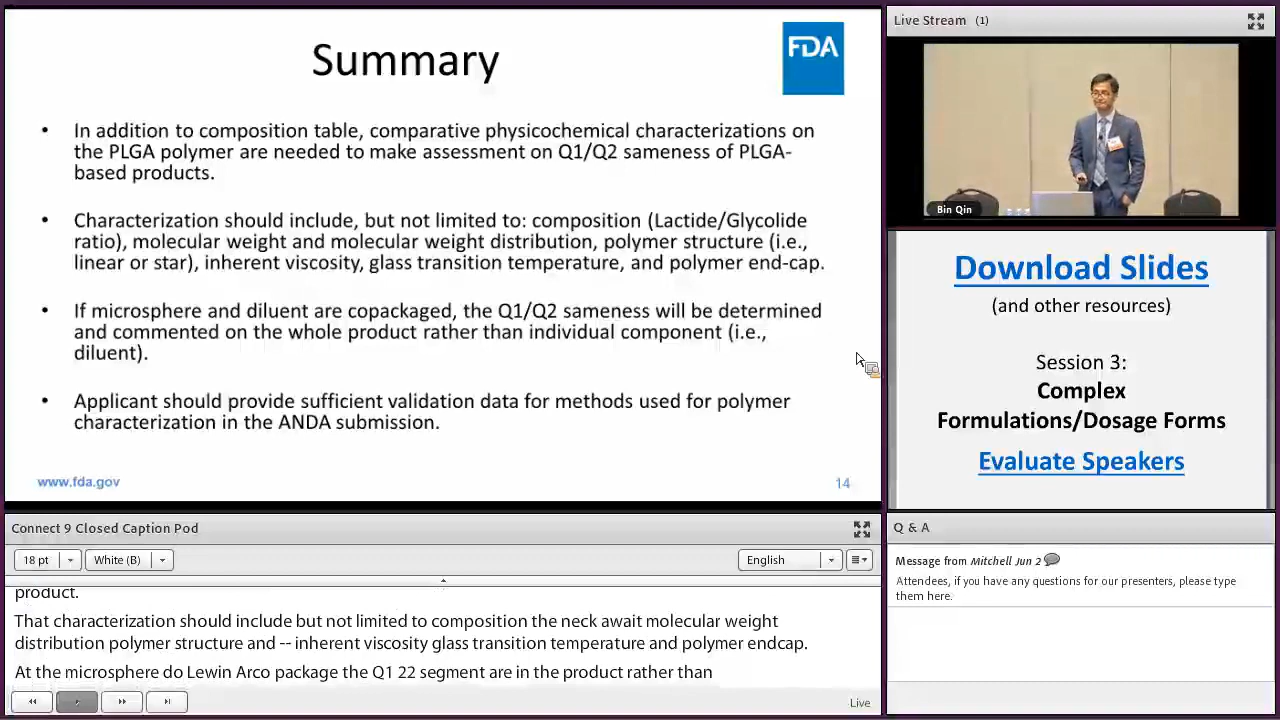 Summary
FDA
• In addition to composition table, comparative physicochemical characterizations on
the PLGA polymer are needed to make assessment on Q1/Q2 sameness of PLGA-
based products.
• Characterization should include, but not limited to: composition (Lactide/Glycolide
ratio), molecular weight and molecular weight distribution, polymer structure (i.e.,
linear or star), inherent viscosity, glass transition temperature, and polymer end-cap.
• If microsphere and diluent are copackaged, the Q1/Q2 sameness will be determined
and commented on the whole product rather than individual component (i.e.,
diluent).
• Applicant should provide sufficient validation data for methods used for polymer
characterization in the ANDA submission.
www.fda.gov
14
Connect 9 Closed Caption Pod
18 pt
White (B)
English
product.
That characterization should include but not limited to composition the neck await molecular weight
distribution polymer structure and -- inherent viscosity glass transition temperature and polymer endcap.
At the microsphere do Lewin Arco package the Q1 22 segment are in the product rather than
Live
Live Stream (1)
Bin Qin
Download Slides
(and other resources)
Session 3:
Complex
Formulations/Dosage Forms
Evaluate Speakers
Q & A
Message from Mitchell Jun 2
Attendees, if you have any questions for our presenters, please type
them here.